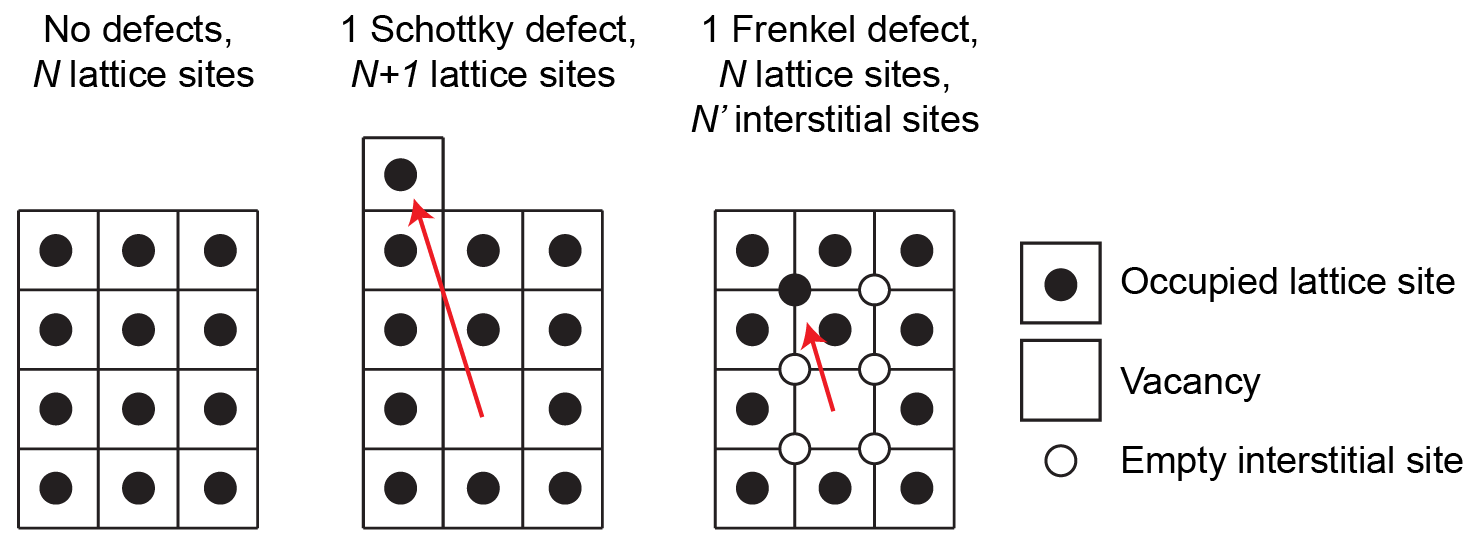 No defects,
N lattice sites
1 Schottky defect,
N+1 lattice sites
1 Frenkel defect,
N lattice sites,
N’ interstitial sites
Occupied lattice site
Vacancy
Empty interstitial site